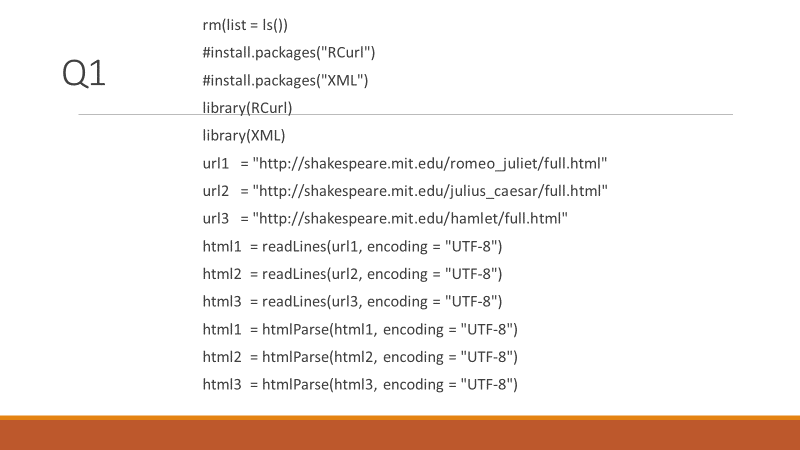 Q1
rm(list = ls())
#install.packages("RCurl")
#install.packages("XML")
library(RCurl)
library(XML)
url1 = "http://shakespeare.mit.edu/romeo_juliet/full.html"
url2 = "http://shakespeare.mit.edu/julius_caesar/full.html"
url3 = "http://shakespeare.mit.edu/hamlet/full.html"
html1 = readLines(url1, encoding = "UTF-8")
html2 = readLines(url2, encoding = "UTF-8")
html3 = readLines(url3, encoding = "UTF-8")
html1 = htmlParse(html1, encoding = "UTF-8")
html2 = htmlParse(html2, encoding = "UTF-8")
html3 = htmlParse(html3, encoding = "UTF-8")